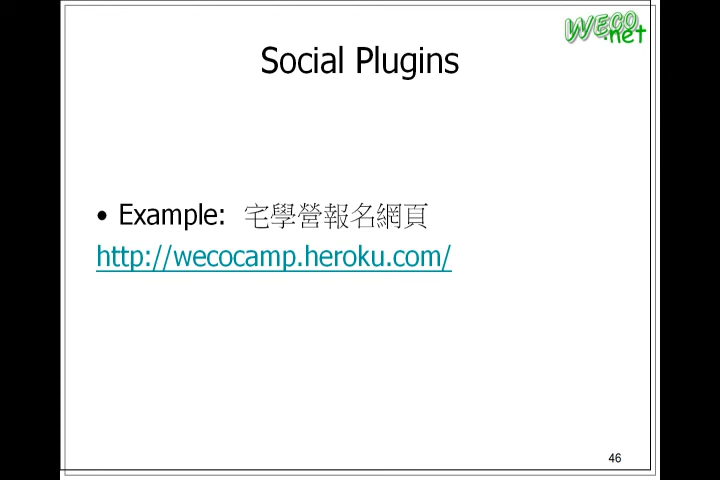 WECO
.net
Social Plugins
• Example: 宅學營報名網頁
http://wecocamp.heroku.com/
46